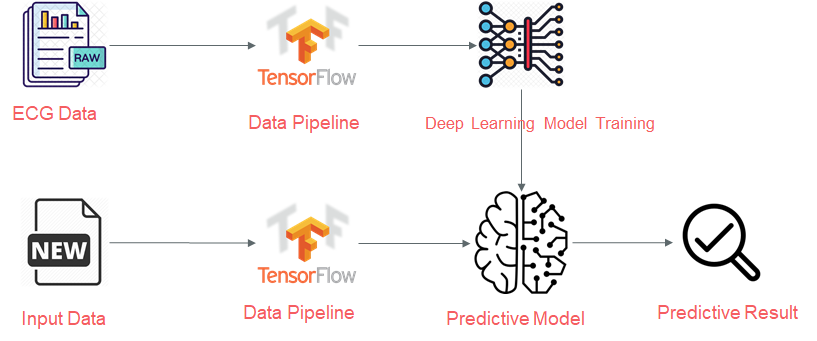 RAW
TensorFlow
ECG Data
Data Pipeline
Deep Learning Model Training
NEW
TensorFlow
Input Data
Data Pipeline
Predictive Model
Predictive Result